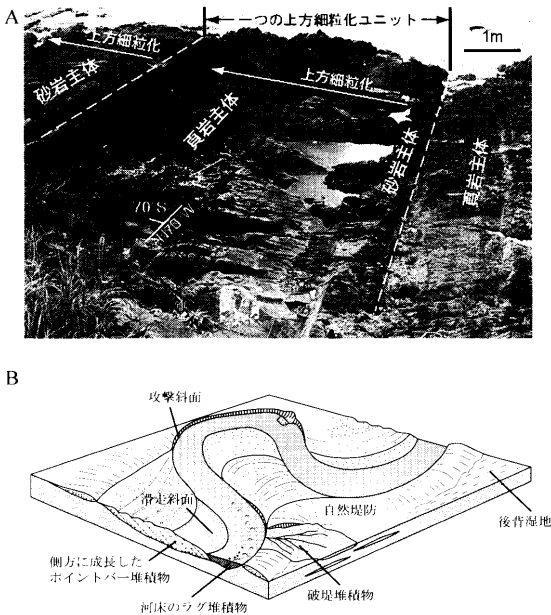 A
一つの上方細粒化ユニット
1m
上方細粒化
上方細粒化
砂岩主体
頁岩主体
砂岩主体
頁岩主体
70 S
B
攻撃斜面
滑走斜面
自然堤防
後背湿地
側方に成長した
ポイントバー堆積物
破堤堆積物
河床のラグ堆積物